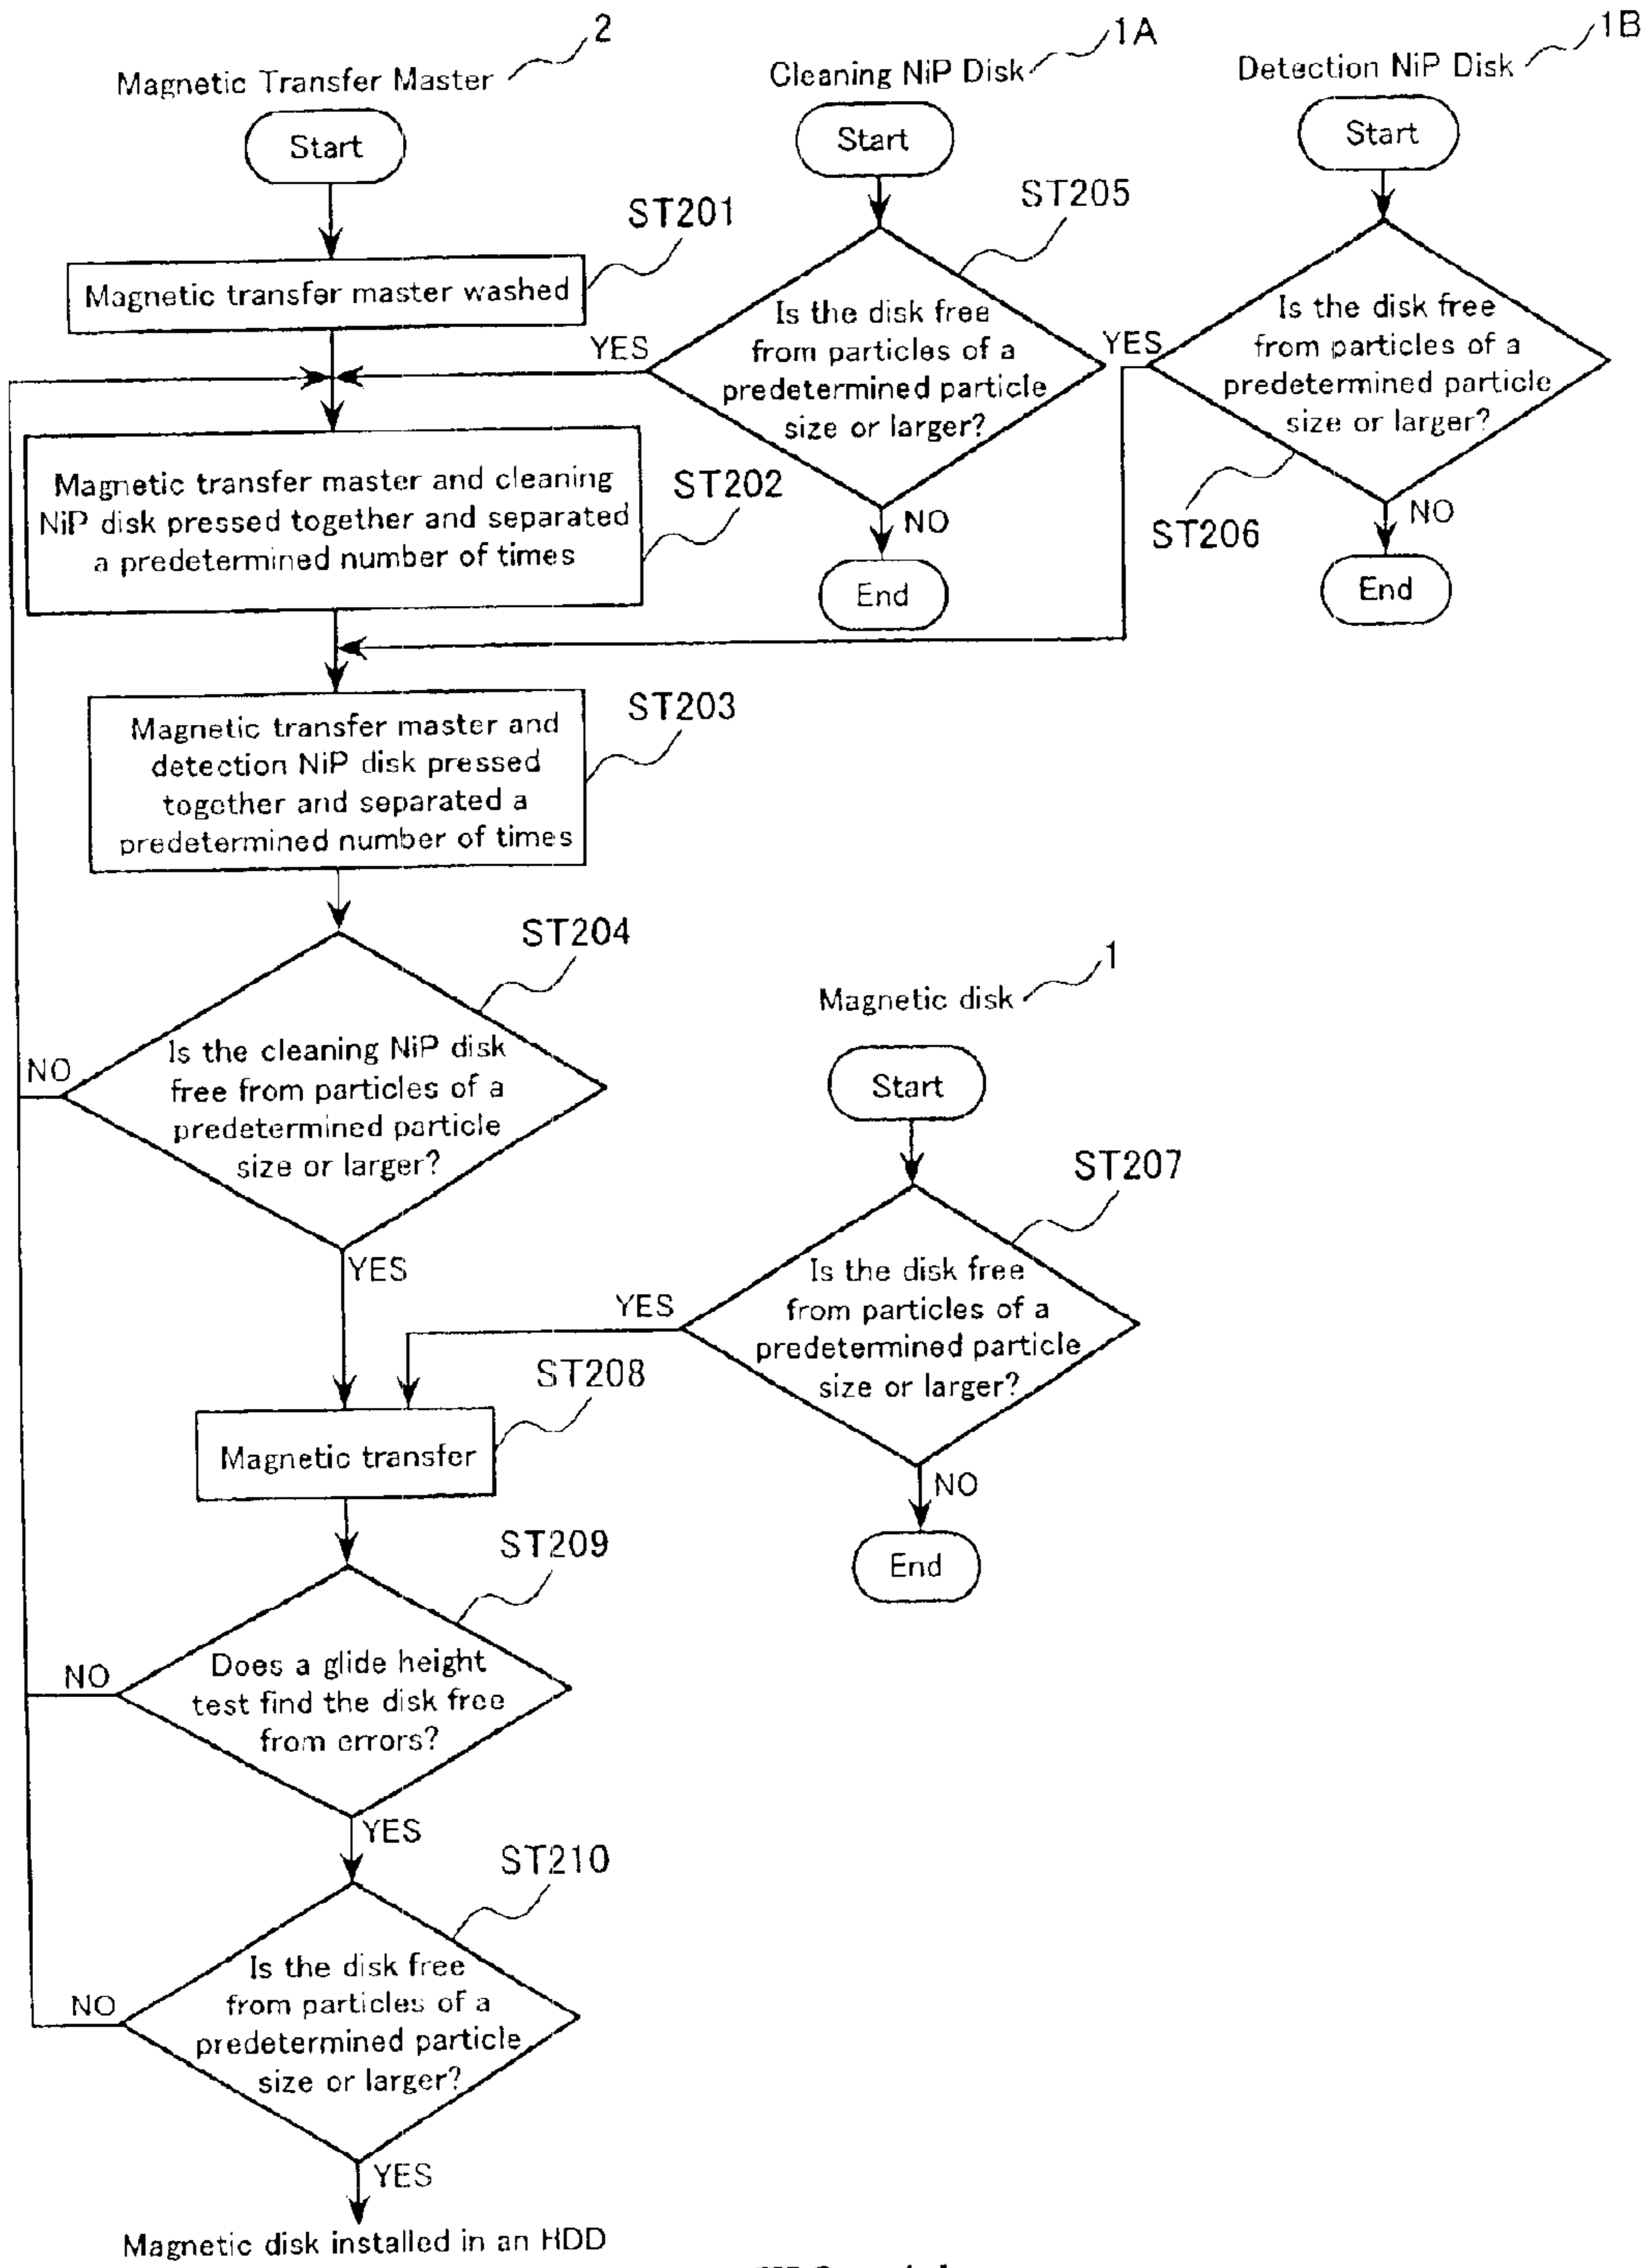 2
Magnetic Transfer Master
Start
ST201
Magnetic transfer master washed
1A
Cleaning NiP Disk
Start
ST205
Is the disk free
from particles of a
predetermined particle
size or larger?
YES
NO
End
1B
Detection NiP Disk
Start
Is the disk free
from particles of a
predetermined particle
size or larger?
YES
ST206
NO
End
Magnetic transfer master and cleaning
NiP disk pressed together and separated
a predetermined number of times
ST202
Magnetic transfer master and
detection NiP disk pressed
together and separated a
predetermined number of times
ST203
ST204
Is the cleaning NiP disk
free from particles of a
predetermined particle
size or larger?
NO
YES
1
Magnetic disk
Start
ST207
Is the disk free
from particles of a
predetermined particle
size or larger?
YES
NO
End
ST208
Magnetic transfer
ST209
Does a glide height
test find the disk free
from errors?
NO
YES
ST210
Is the disk free
from particles of a
predetermined particle
size or larger?
NO
YES
Magnetic disk installed in an HDD